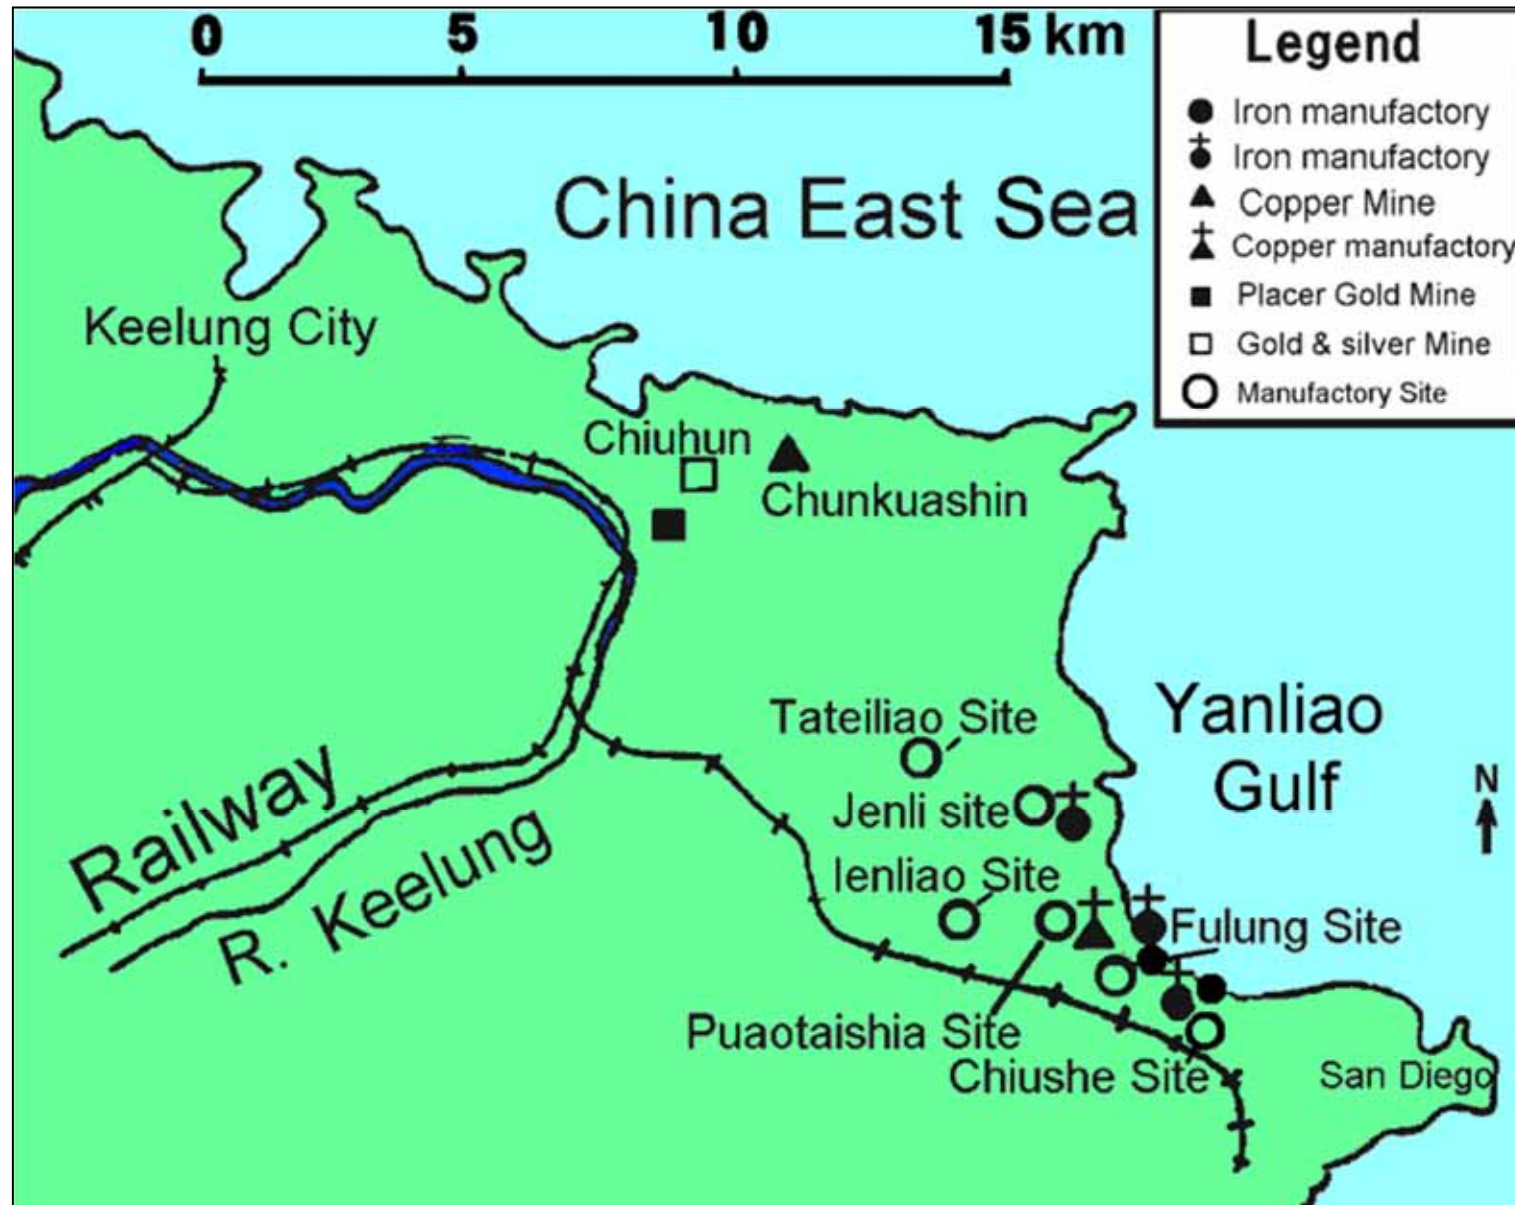 0 5 10 15 km
Legend
Iron manufactory
Iron manufactory
Copper Mine
Copper manufactory
Placer Gold Mine
Gold & silver Mine
Manufactory Site
China East Sea
Keelung City
Chiuhun
Chunkuashin
Yanliao
Gulf
N
Tateiliao Site
Jenli site
Ienliao Site
Fulung Site
Puaotaishia Site
Chiushe Site
San Diego
Railway
R. Keelung